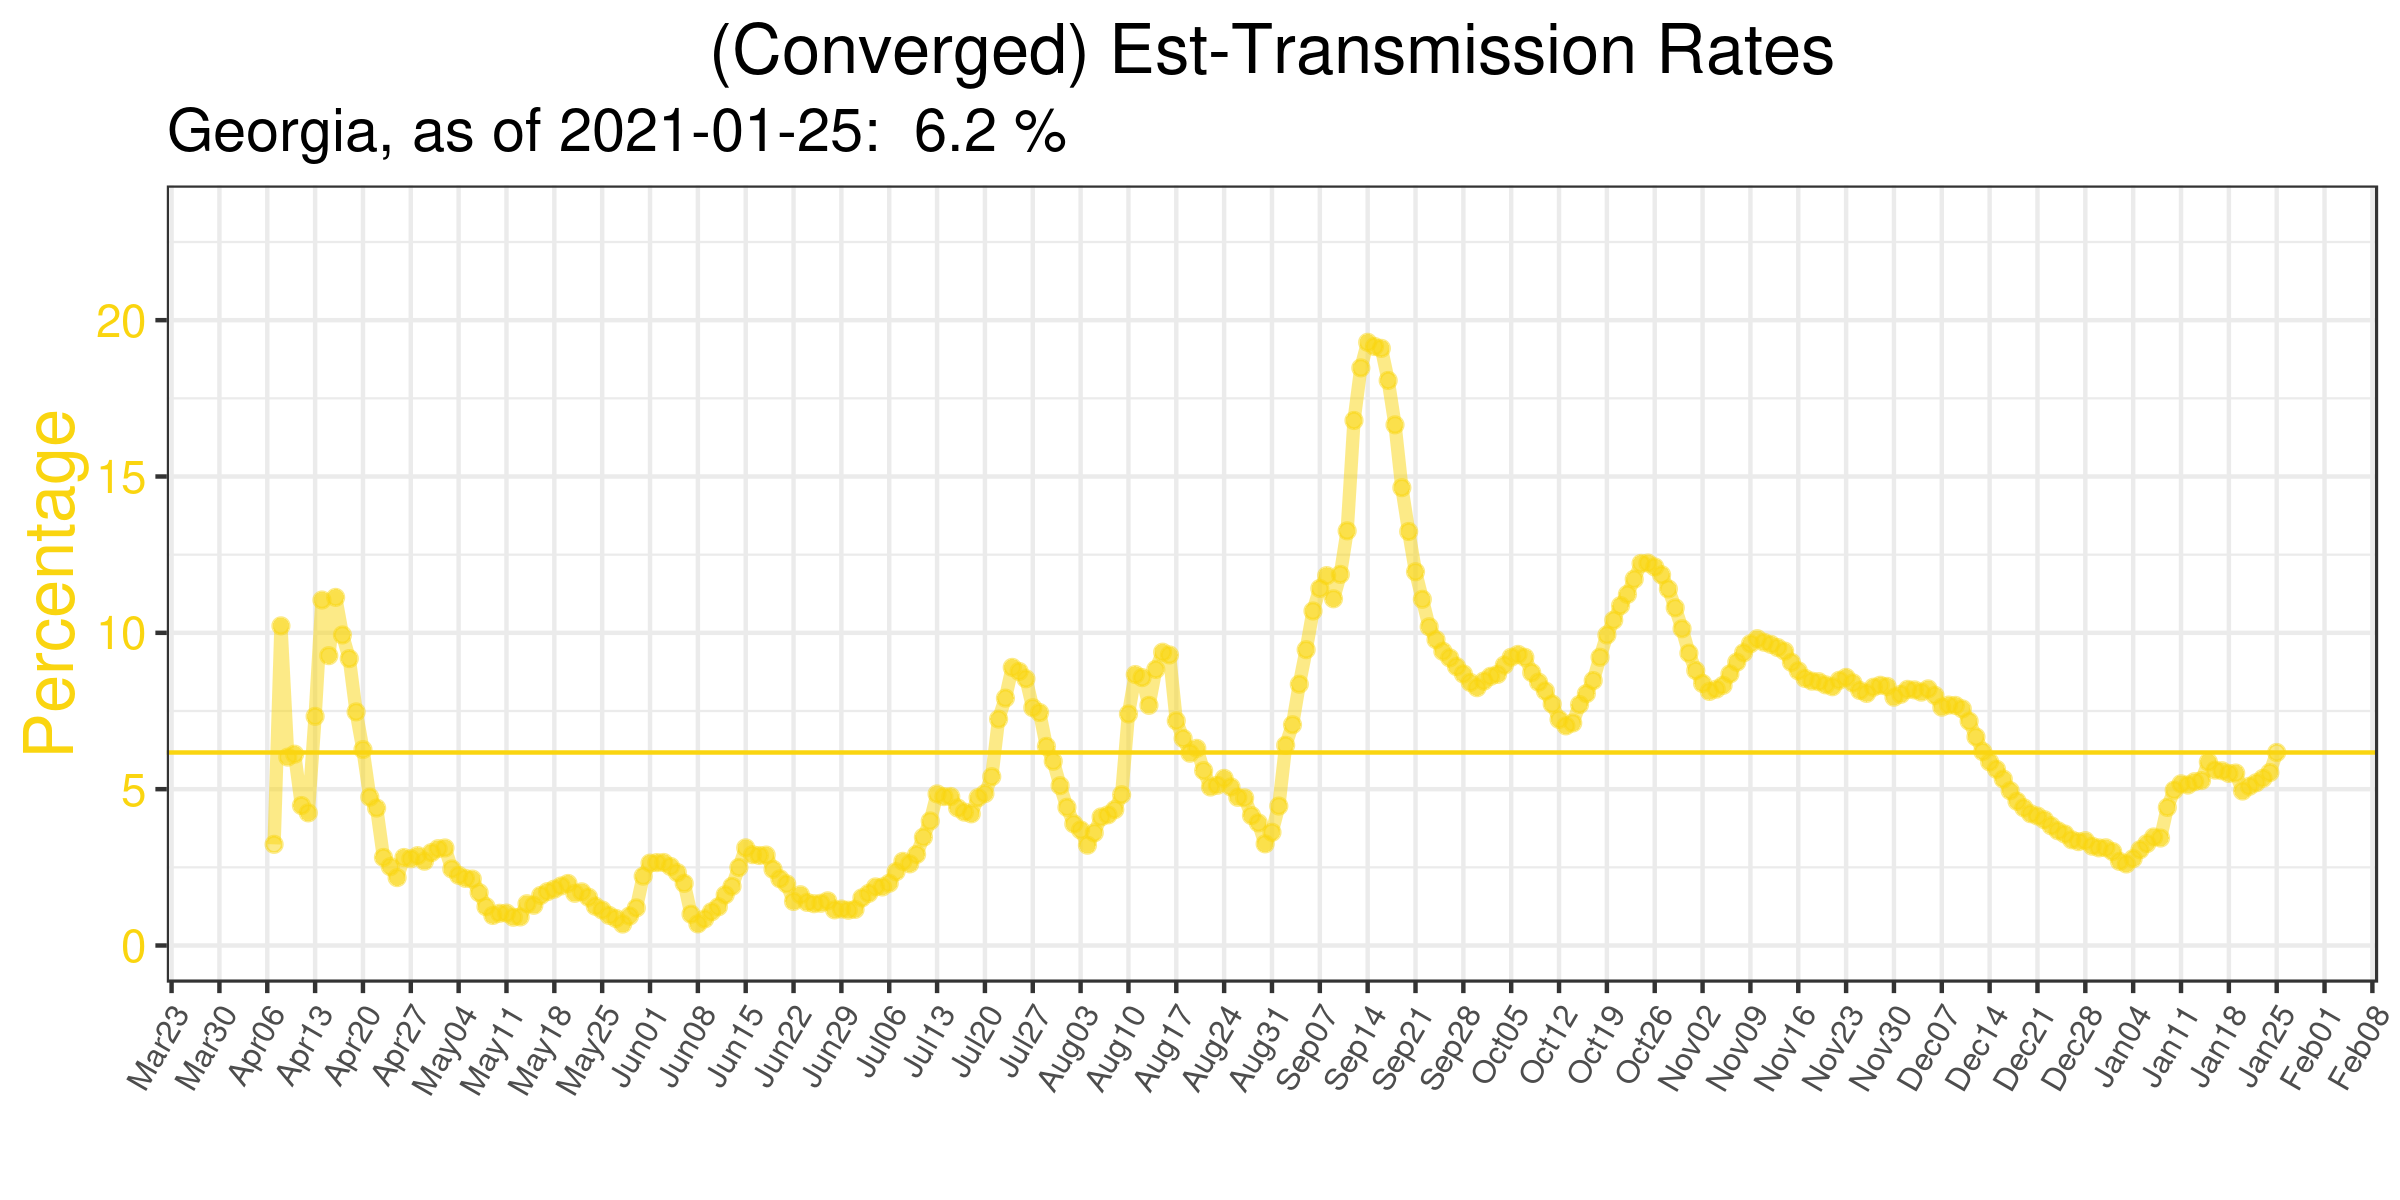 (Converged) Est-Transmission Rates
Georgia, as of 2021-01-25:  6.2 %
Percentage
20
15
10
5
0
Mar23
Mar30
Apr06
Apr13
Apr20
Apr27
May04
May11
May18
May25
Jun01
Jun08
Jun15
Jun22
Jun29
Jul06
Jul13
Jul20
Jul27
Aug03
Aug10
Aug17
Aug24
Aug31
Sep07
Sep14
Sep21
Sep28
Oct05
Oct12
Oct19
Oct26
Nov02
Nov09
Nov16
Nov23
Nov30
Dec07
Dec14
Dec21
Dec28
Jan04
Jan11
Jan18
Jan25
Feb01
Feb08